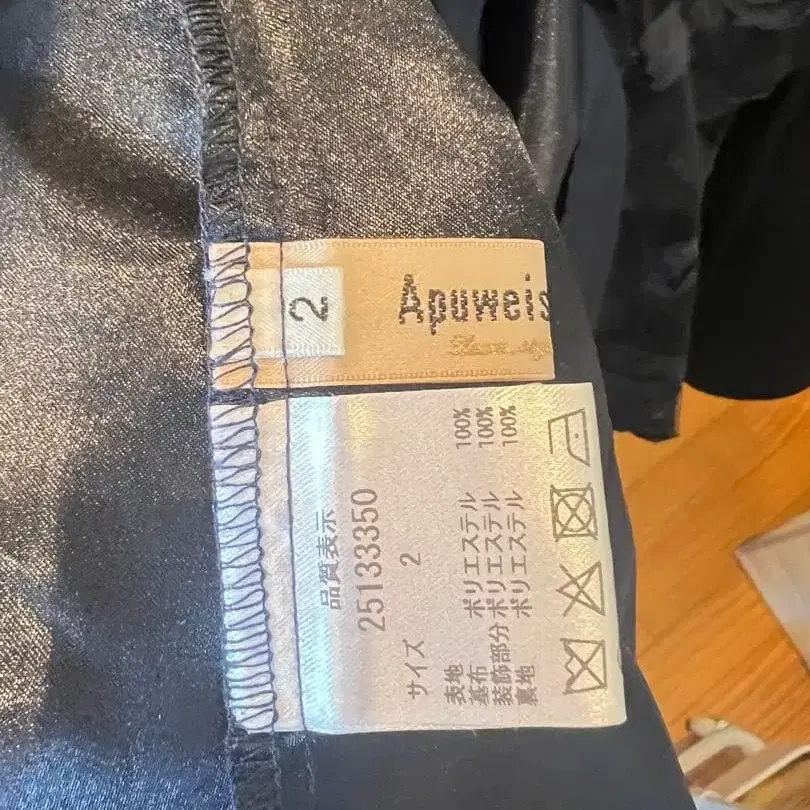 2
Apuweis
品質表示
25133350
サイズ 2
表地
基布 ポリエステル 100%
装飾部分 ポリエステル 100%
裏地 ポリエステル 100%